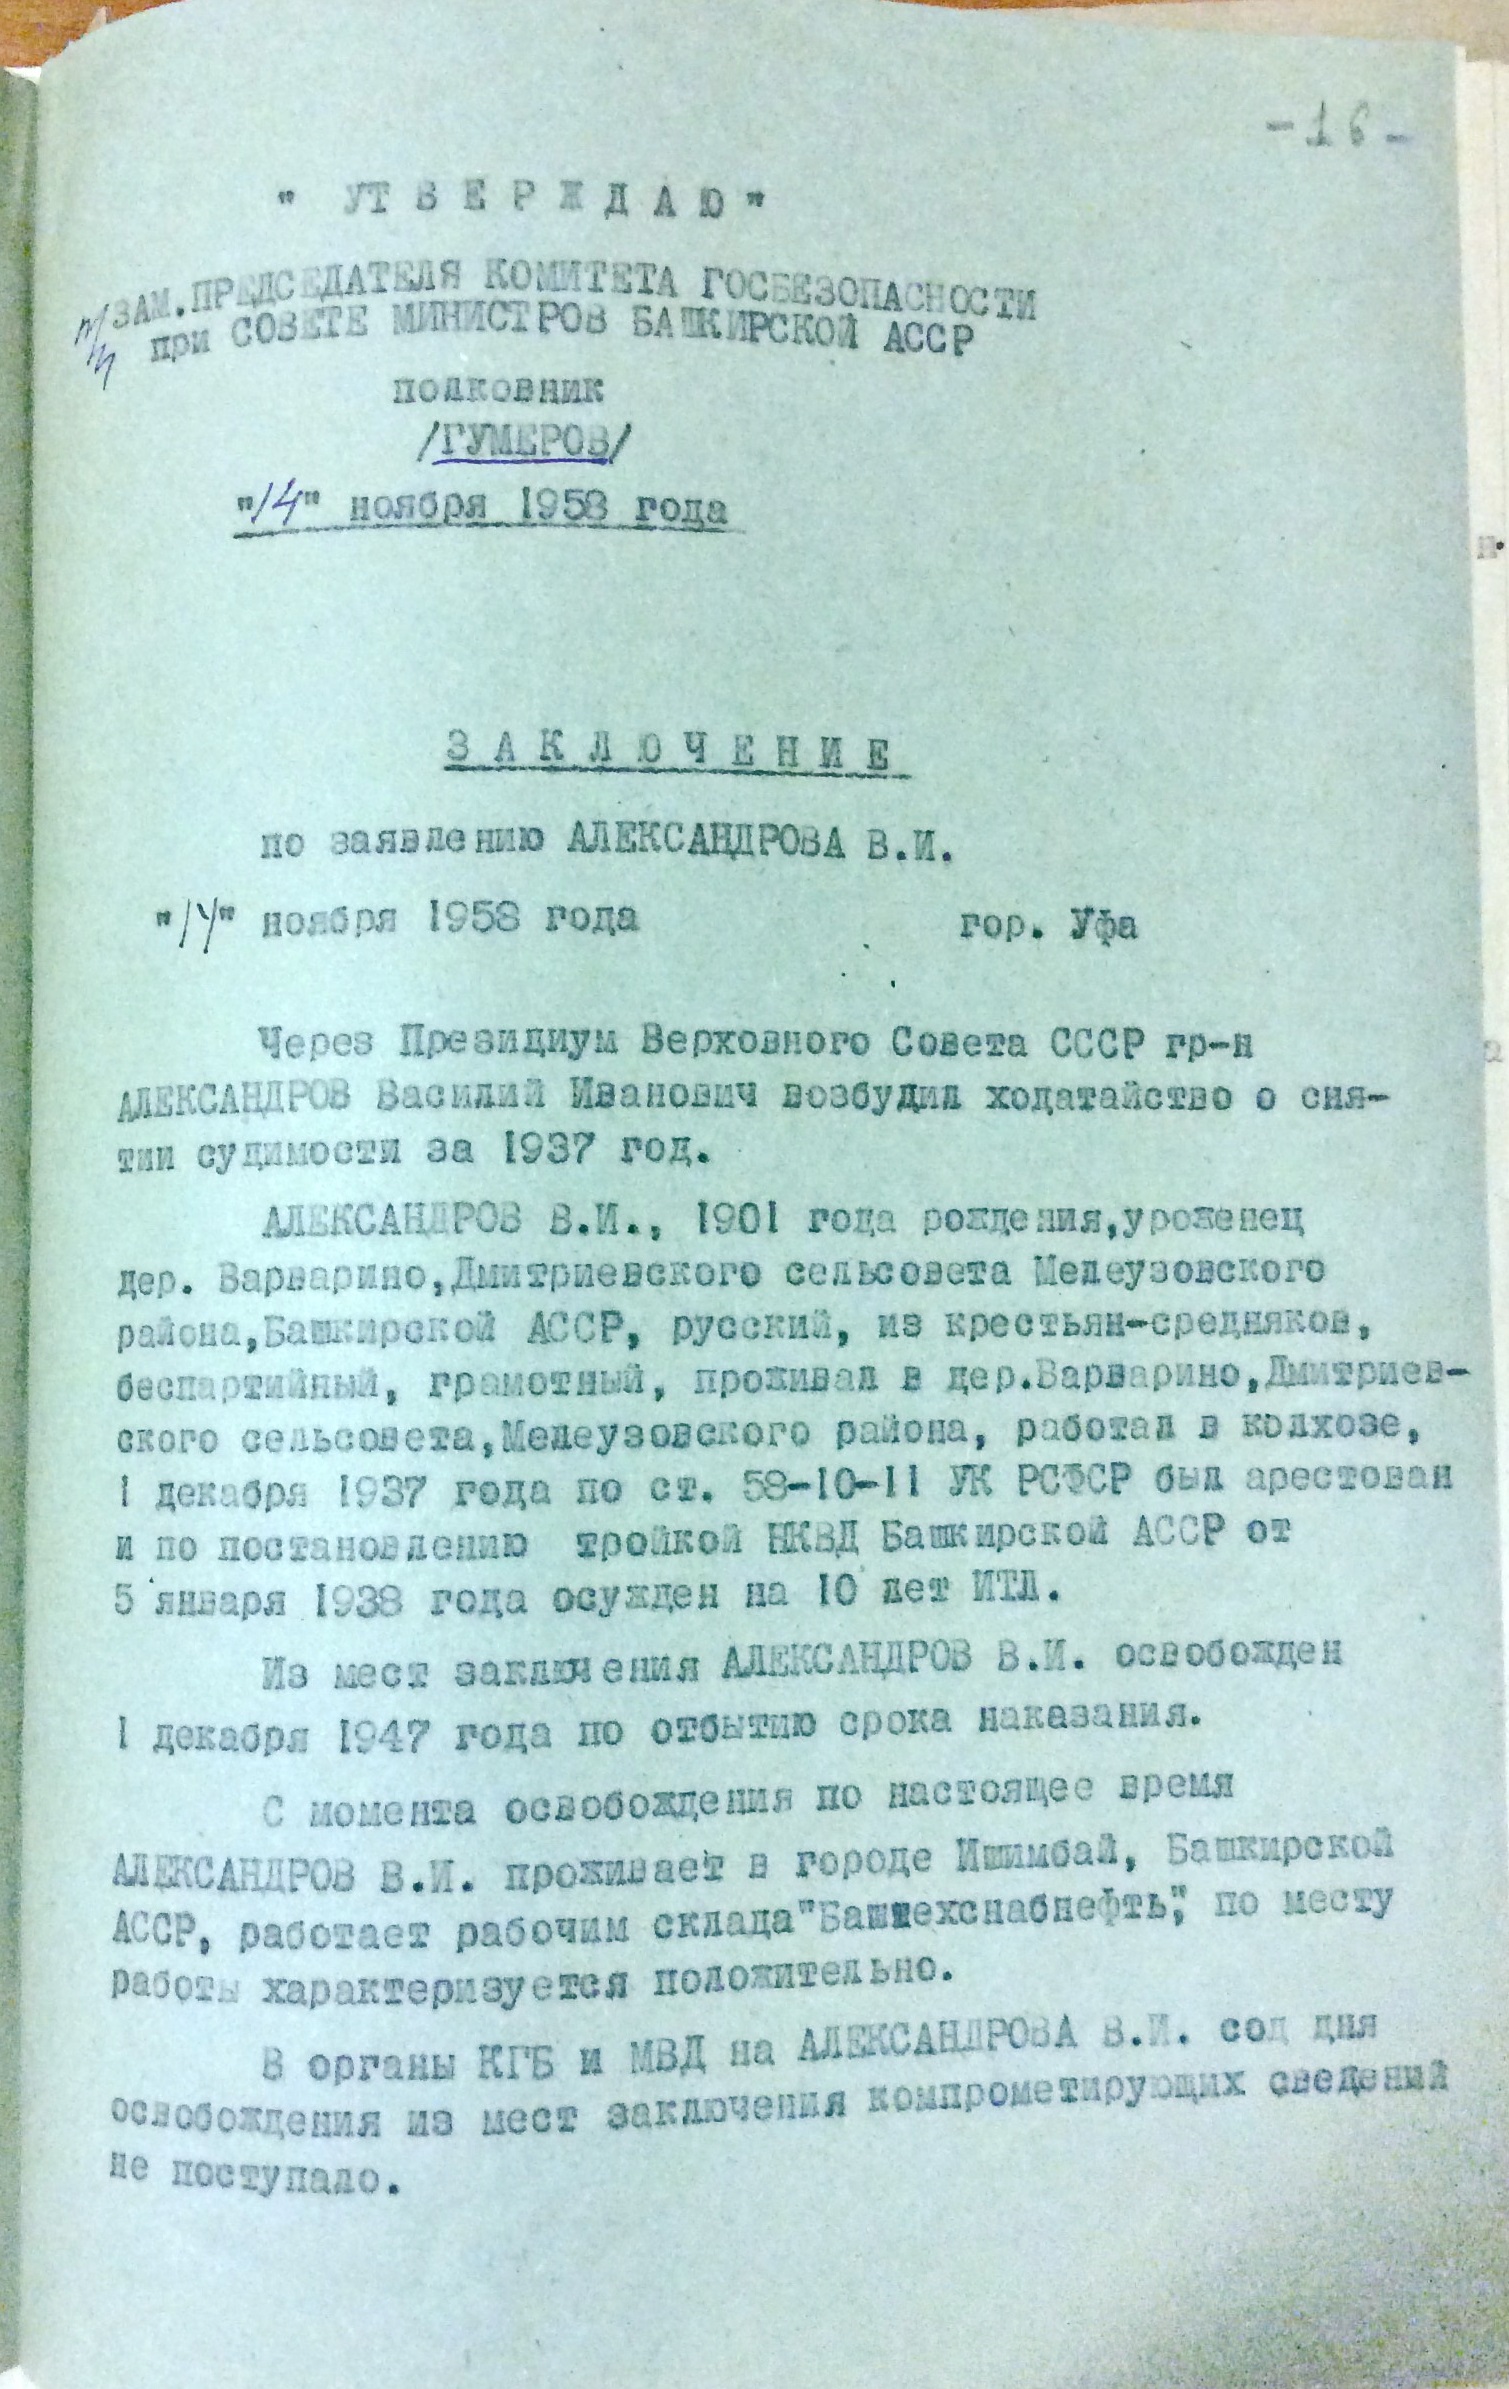 -16-
" УТВЕРЖДАЮ"
ЗАМ.ПРЕДСЕДАТЕЛЯ КОМИТЕТА ГОСБЕЗОПАСНОСТИ
при СОВЕТЕ МИНИСТРОВ БАШКИРСКОЙ АССР
полковник
/ГУМЕРОВ/
"14" ноября 1958 года
ЗАКЛЮЧЕНИЕ
по заявлению АЛЕКСАНДРОВА В.И.
"14" ноября 1958 года гор. Уфа
Через Президиум Верховного Совета СССР гр-н
АЛЕКСАНДРОВ Василий Иванович возбудил ходатайство о сня-
тии судимости за 1937 год.
АЛЕКСАНДРОВ В.И., 1901 года рождения,уроженец
дер. Варварино,Дмитриевского сельсовета Мелеузовского
района,Башкирской АССР, русский, из крестьян-средняков,
беспартийный, грамотный, проживал в дер.Варварино,Дмитриев-
ского сельсовета,Мелеузовского района, работал в колхозе,
1 декабря 1937 года по ст. 58-10-11 УК РСФСР был арестован
и по постановлению тройкой НКВД Башкирской АССР от
5 января 1938 года осужден на 10 лет ИТЛ.
Из мест заключения АЛЕКСАНДРОВ В.И. освобожден
1 декабря 1947 года по отбытию срока наказания.
С момента освобождения по настоящее время
АЛЕКСАНДРОВ В.И. проживает в городе Ишимбай, Башкирской
АССР, работает рабочим склада "Баштехснабнефть", по месту
работы характеризуется положительно.
В органы КГБ и МВД на АЛЕКСАНДРОВА В.И. сод дня
освобождения из мест заключения компрометирующих сведений
не поступало.